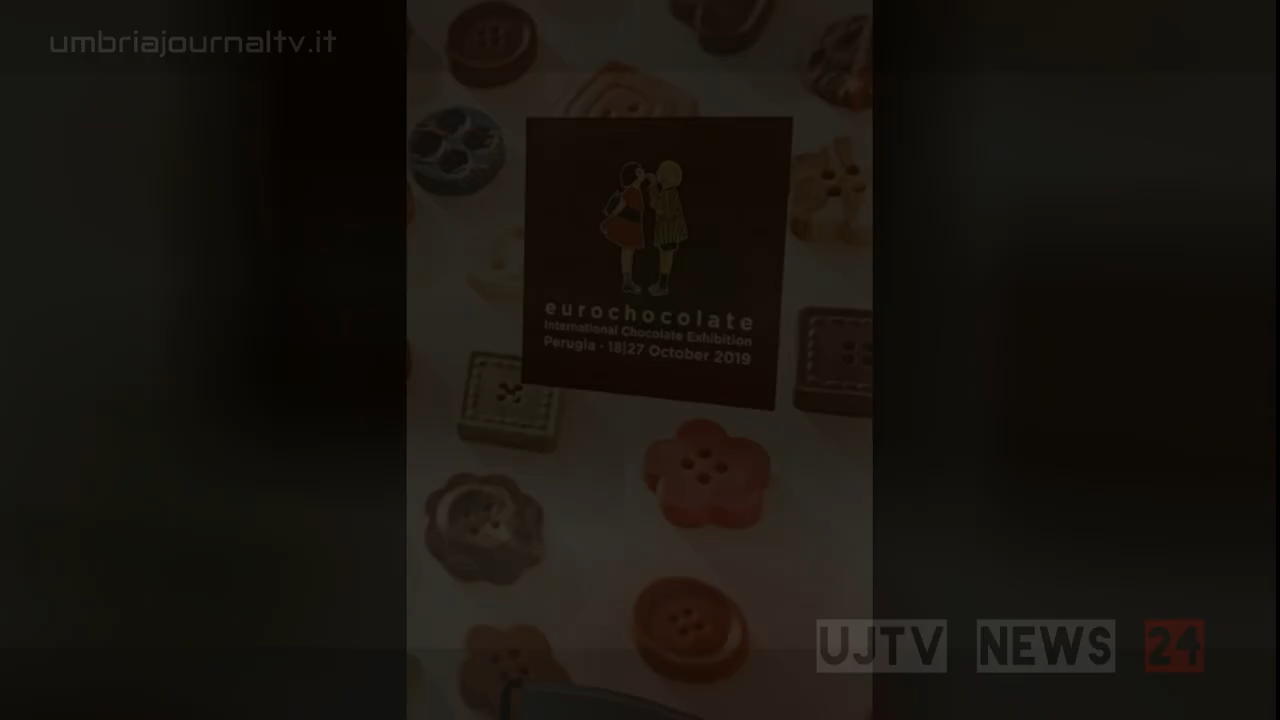 umbriajournaltv.it
eurochocolate
International Chocolate Exhibition
Perugia - 18|27 October 2019
UJTV NEWS 24